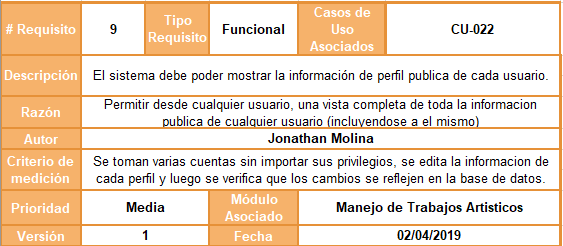 # Requisito 9 Tipo Requisito Funcional Casos de Uso Asociados CU-022
Descripción El sistema debe poder mostrar la información de perfil publica de cada usuario.
Razón Permitir desde cualquier usuario, una vista completa de toda la informacion
publica de cualquier usuario (incluyendose a el mismo)
Autor Jonathan Molina
Criterio de medición Se toman varias cuentas sin importar sus privilegios, se edita la informacion de
cada perfil y luego se verifica que los cambios se reflejen en la base de datos.
Prioridad Media Módulo Asociado Manejo de Trabajos Artisticos
Versión 1 Fecha 02/04/2019